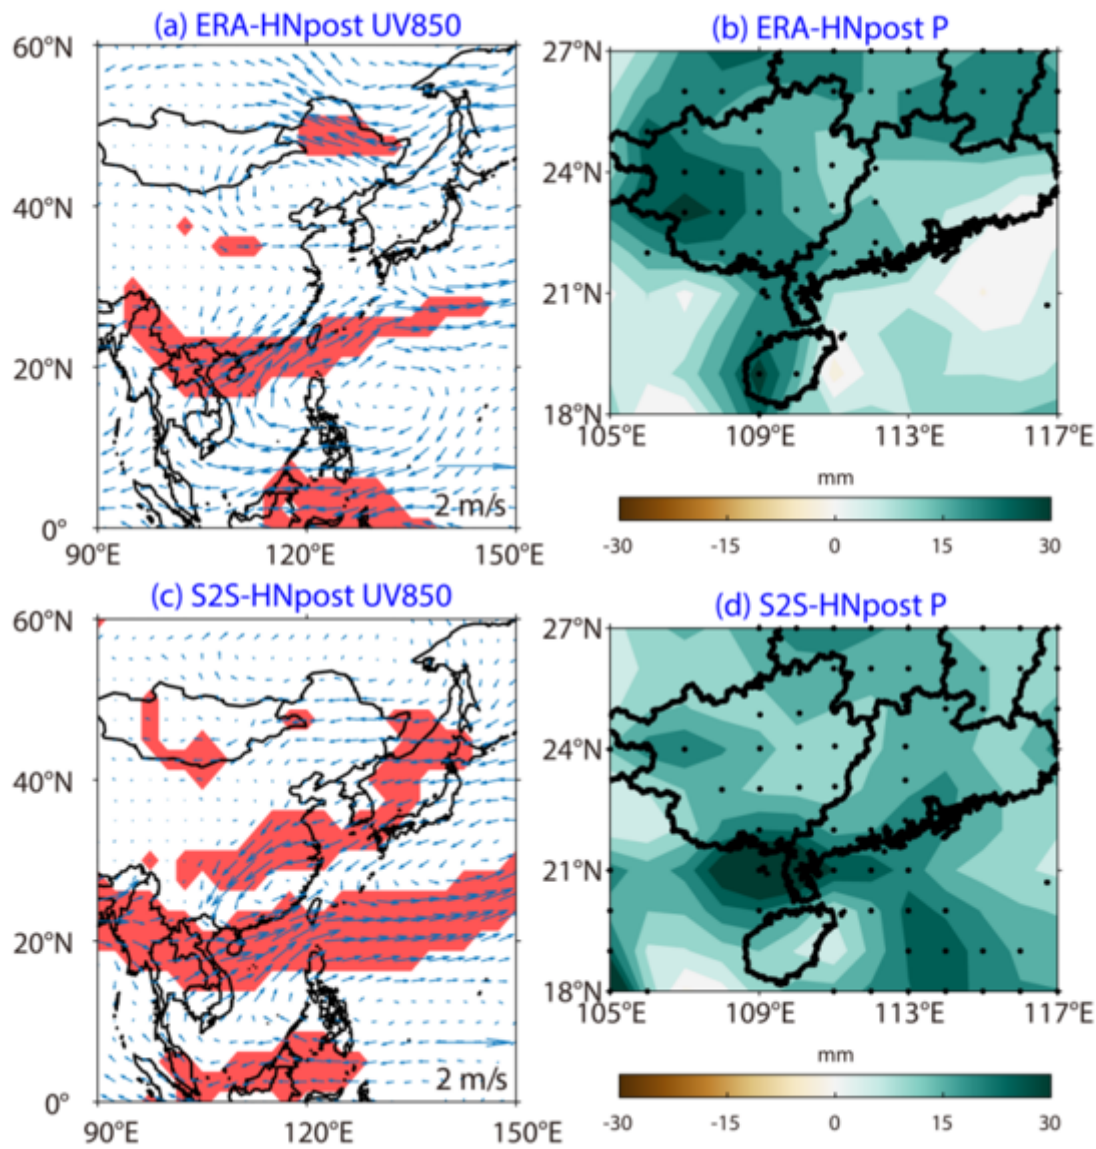 (a) ERA-HNpost UV850
60°N
40°N
20°N
0°
90°E 120°E 150°E
2 m/s
(b) ERA-HNpost P
27°N
24°N
21°N
18°N
105°E 109°E 113°E 117°E
mm
-30 -15 0 15 30
(c) S2S-HNpost UV850
60°N
40°N
20°N
0°
90°E 120°E 150°E
2 m/s
(d) S2S-HNpost P
27°N
24°N
21°N
18°N
105°E 109°E 113°E 117°E
mm
-30 -15 0 15 30